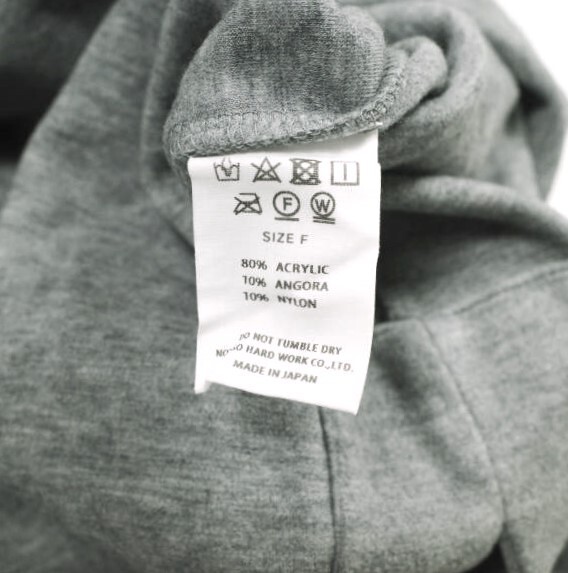 F W
SIZE F
80% ACRYLIC
10% ANGORA
10% NYLON
DO NOT TUMBLE DRY
HARD WORK CO.,LTD.
MADE IN JAPAN